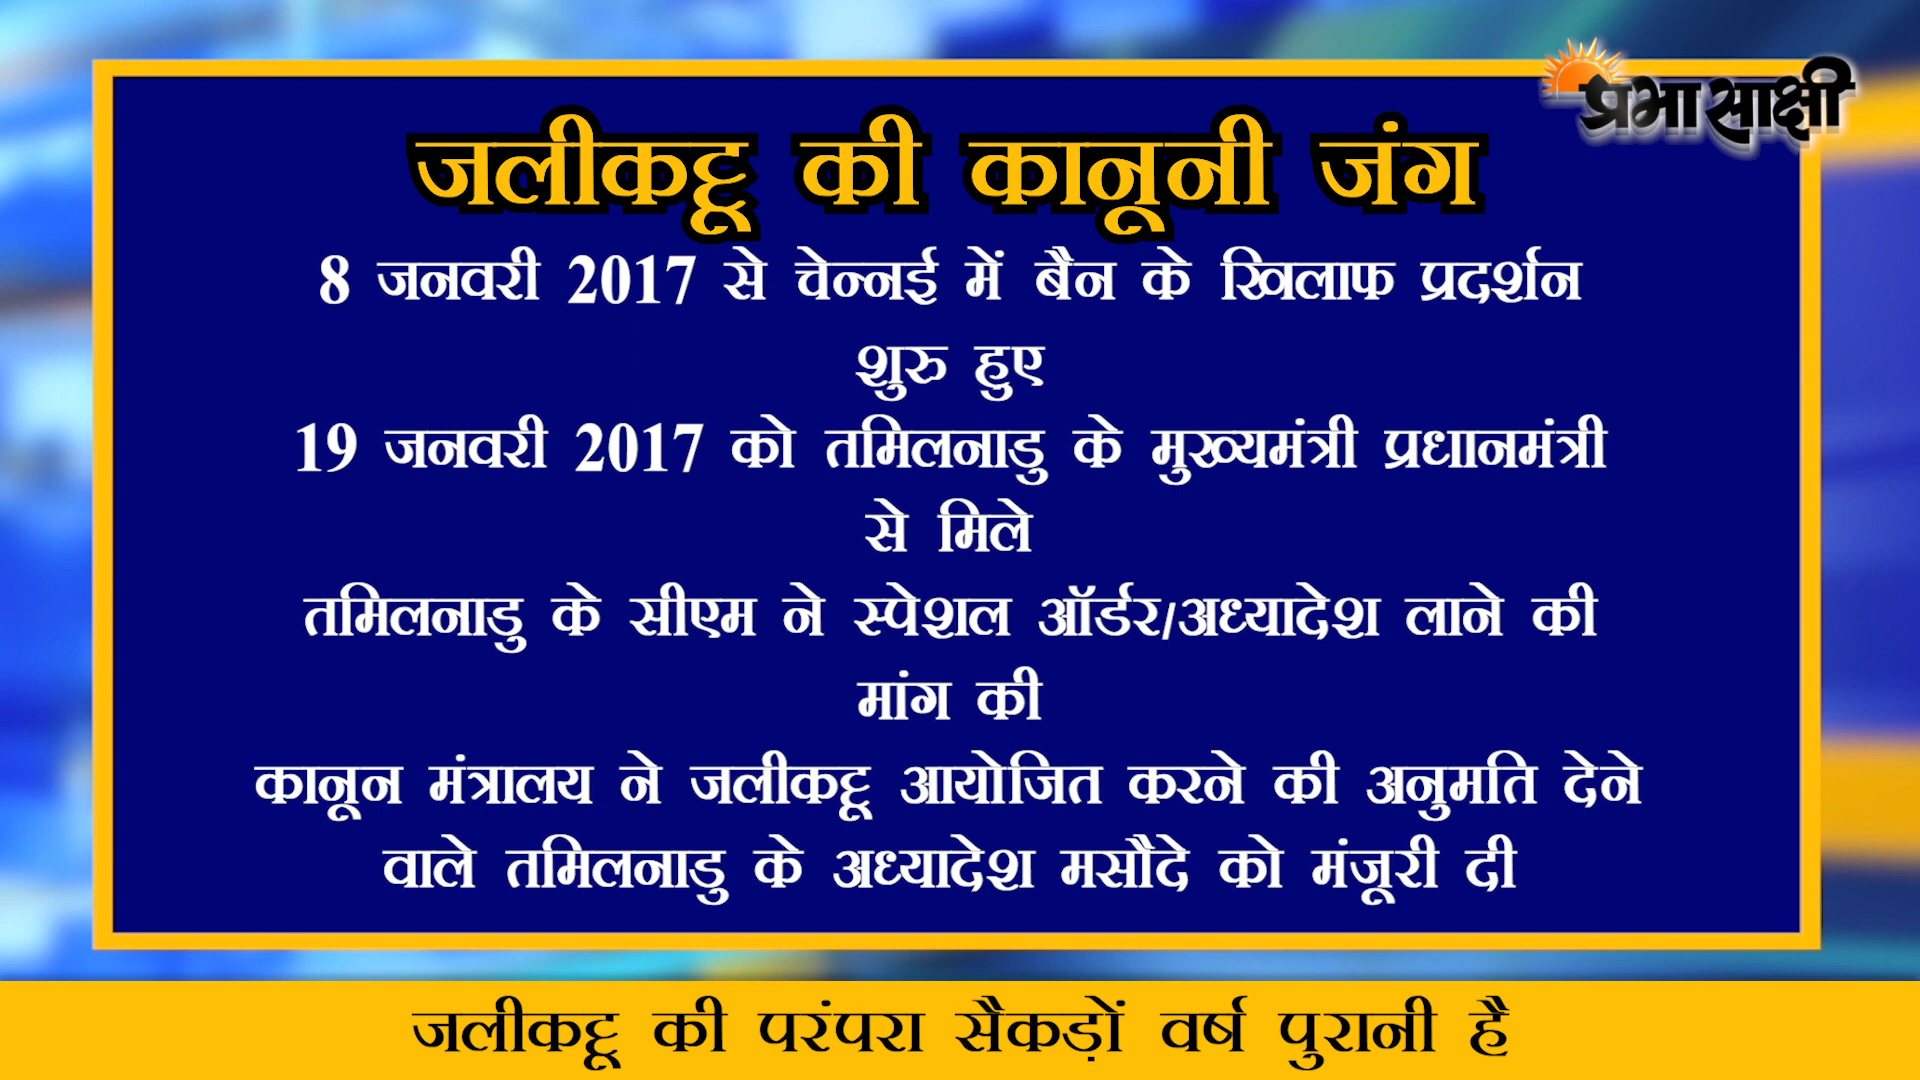 प्रभासाक्षी
जलीकट्टू की कानूनी जंग
8 जनवरी 2017 से चेन्नई में बैन के खिलाफ प्रदर्शन
शुरु हुए
19 जनवरी 2017 को तमिलनाडु के मुख्यमंत्री प्रधानमंत्री
से मिले
तमिलनाडु के सीएम ने स्पेशल ऑर्डर/अध्यादेश लाने की
मांग की
कानून मंत्रालय ने जलीकट्टू आयोजित करने की अनुमति देने
वाले तमिलनाडु के अध्यादेश मसौदे को मंजूरी दी
जलीकट्टू की परंपरा सैकड़ों वर्ष पुरानी है